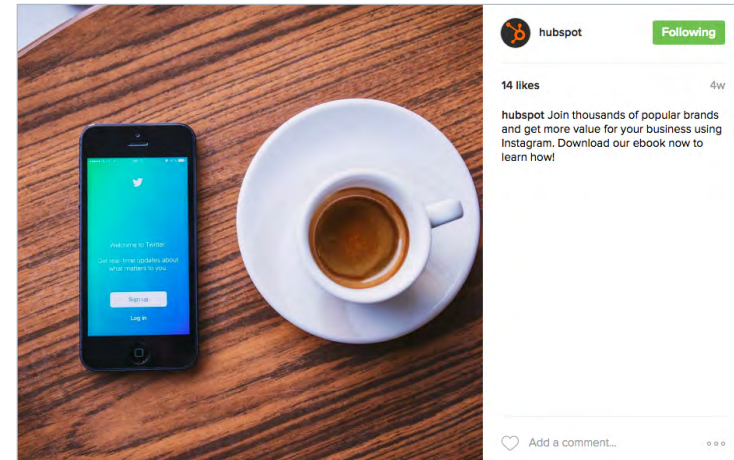 Welcome to Twitter
Get real-time updates about
what matters to you.
Sign up
Log in
hubspot
Following
14 likes
4w
hubspot Join thousands of popular brands
and get more value for your business using
Instagram. Download our ebook now to
learn how!
Add a comment...